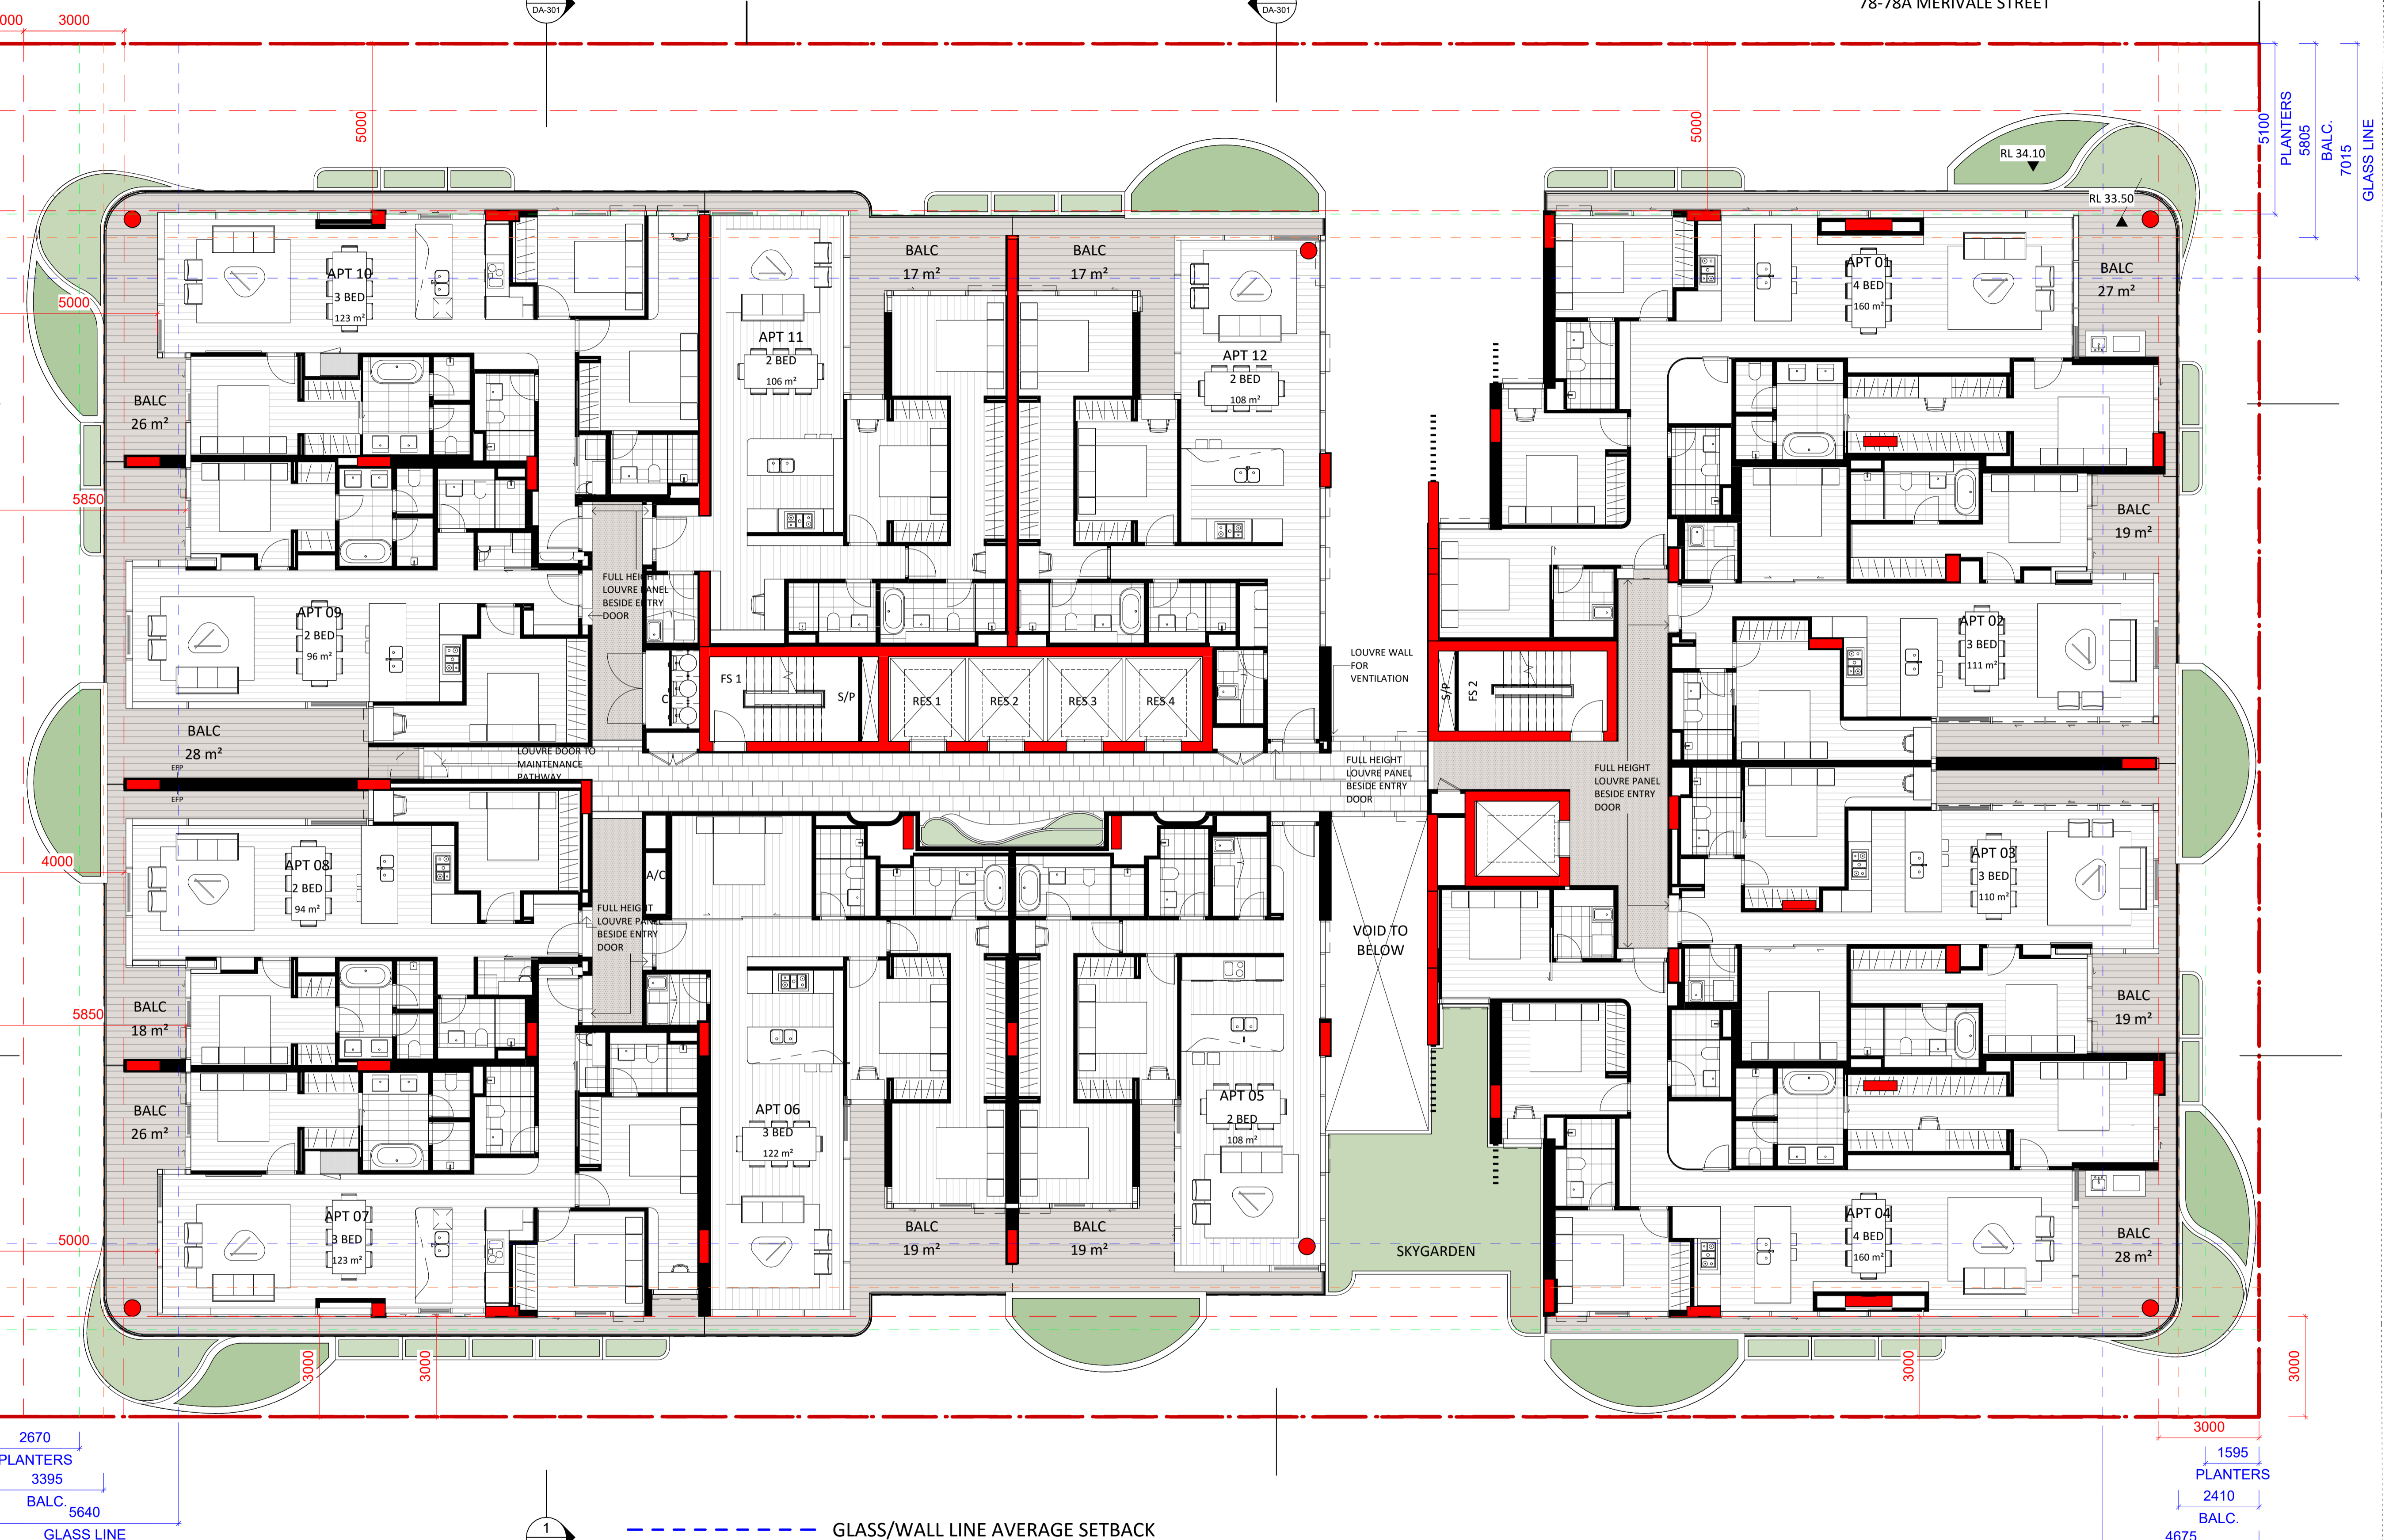 78-78A MERIVALE STREET
DA-301
DA-301
000
3000
5000
5000
5100
PLANTERS
5805
BALC.
7015
GLASS LINE
RL 34.10
RL 33.50
APT 10
3 BED
123 m²
BALC
17 m²
BALC
17 m²
APT 01
4 BED
160 m²
BALC
27 m²
5000
APT 11
2 BED
106 m²
APT 12
2 BED
108 m²
BALC
26 m²
5850
BALC
19 m²
FULL HEIGHT
LOUVRE PANEL
BESIDE ENTRY
DOOR
APT 09
2 BED
96 m²
APT 02
3 BED
111 m²
LOUVRE WALL
FOR
VENTILATION
FS 1
S/P
RES 1
RES 2
RES 3
RES 4
S/P
FS 2
C
BALC
28 m²
EFP
LOUVRE DOOR TO
MAINTENANCE
PATHWAY
FULL HEIGHT
LOUVRE PANEL
BESIDE ENTRY
DOOR
FULL HEIGHT
LOUVRE PANEL
BESIDE ENTRY
DOOR
EFP
4000
APT 08
2 BED
94 m²
A/C
APT 03
3 BED
110 m²
FULL HEIGHT
LOUVRE PANEL
BESIDE ENTRY
DOOR
VOID TO
BELOW
5850
BALC
18 m²
BALC
19 m²
BALC
26 m²
APT 06
3 BED
122 m²
APT 05
2 BED
108 m²
5000
APT 07
3 BED
123 m²
BALC
19 m²
BALC
19 m²
SKYGARDEN
APT 04
4 BED
160 m²
BALC
28 m²
3000
3000
3000
3000
3000
2670
PLANTERS
3395
BALC.
5640
GLASS LINE
1595
PLANTERS
2410
BALC.
4675
1
GLASS/WALL LINE AVERAGE SETBACK